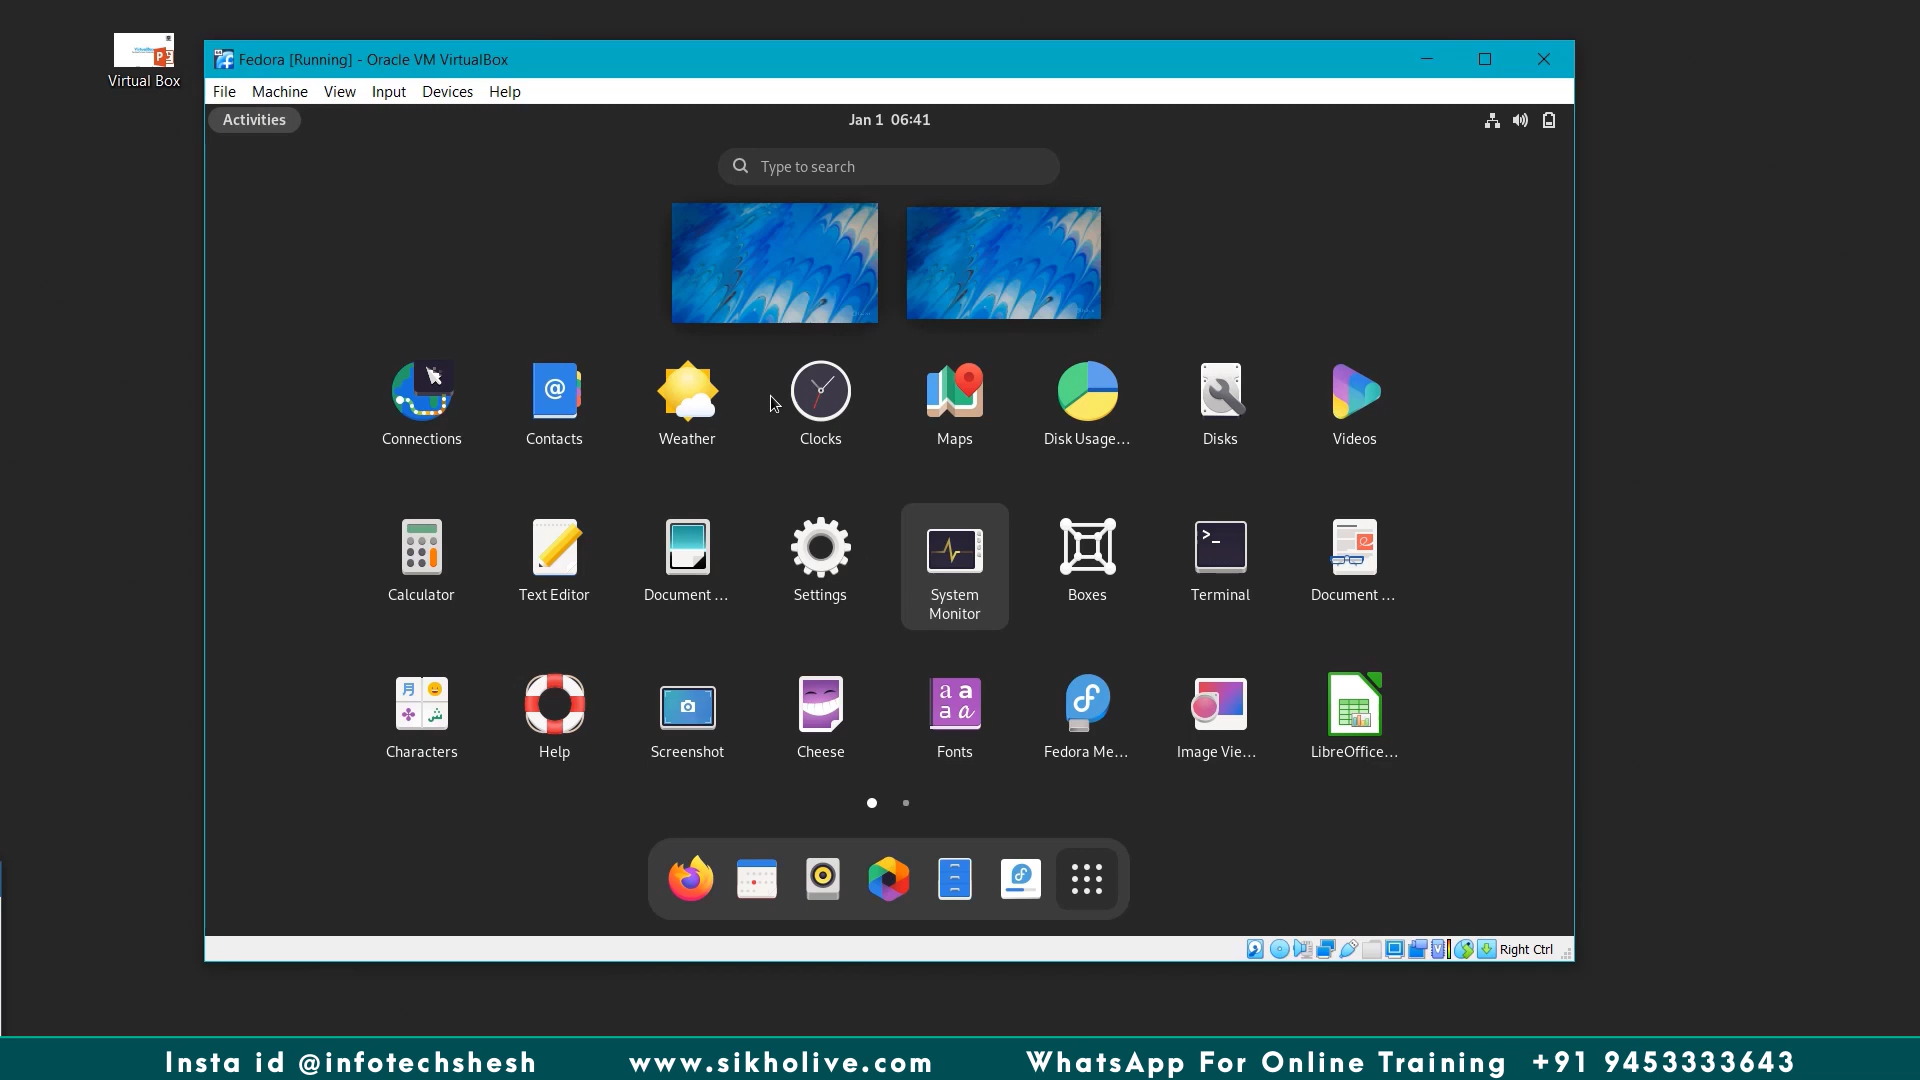 Virtual Box
Fedora [Running] - Oracle VM VirtualBox
File Machine View Input Devices Help
Activities
Jan 1 06:41
Type to search
Connections Contacts Weather Clocks Maps Disk Usage... Disks Videos
Calculator Text Editor Document ... Settings System Monitor Boxes Terminal Document ...
Characters Help Screenshot Cheese Fonts Fedora Me... Image Vie... LibreOffice...
Right Ctrl
Insta id @infotechshesh www.sikholive.com WhatsApp For Online Training +91 9453333643